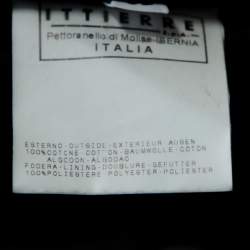 ITTIERRE
S.p.A.
Pettoranello di Molise-ISERNIA
ITALIA
ESTERNO-OUTSIDE-EXTERIEUR AUßEN
100%COTONE COTTON-BAUMWOLLE-COTON
ALGODON-ALGODAO
FODERA-LINING-DOUBLURE-GEFUTTER
100%POLIESTERE POLYESTER-POLIESTER